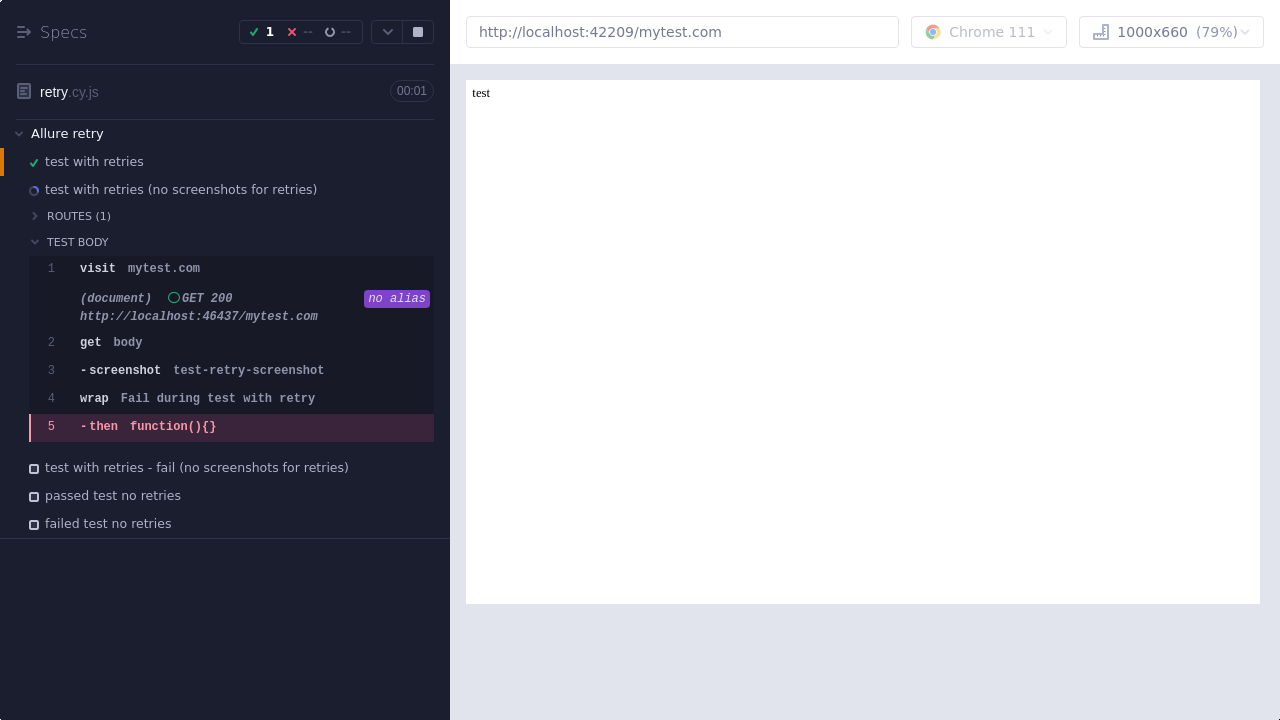 Specs
1 -- --
retry.cy.js
00:01
Allure retry
test with retries
test with retries (no screenshots for retries)
ROUTES (1)
TEST BODY
1 visit mytest.com
(document) GET 200 no alias
http://localhost:46437/mytest.com
2 get body
3 -screenshot test-retry-screenshot
4 wrap Fail during test with retry
5 -then function(){}
test with retries - fail (no screenshots for retries)
passed test no retries
failed test no retries
http://localhost:42209/mytest.com
Chrome 111
1000x660 (79%)
test